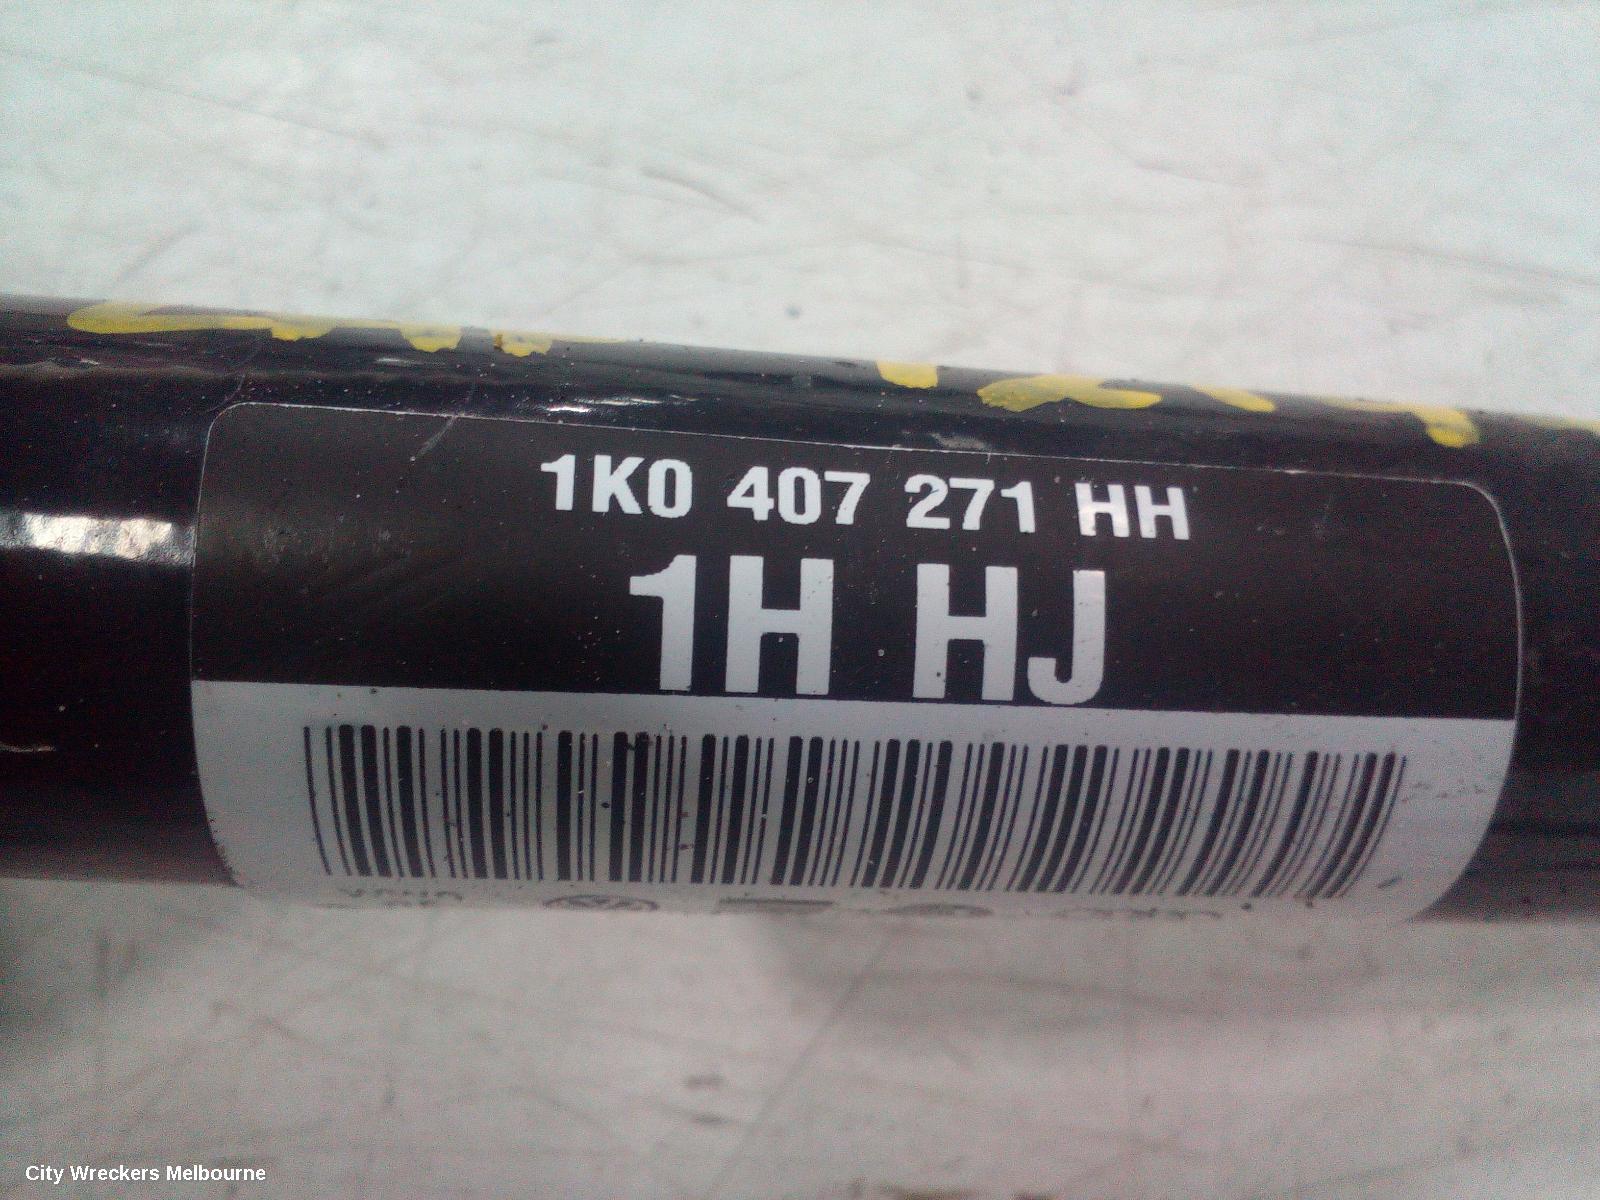 1K0 407 271 HH
1H HJ
City Wreckers Melbourne